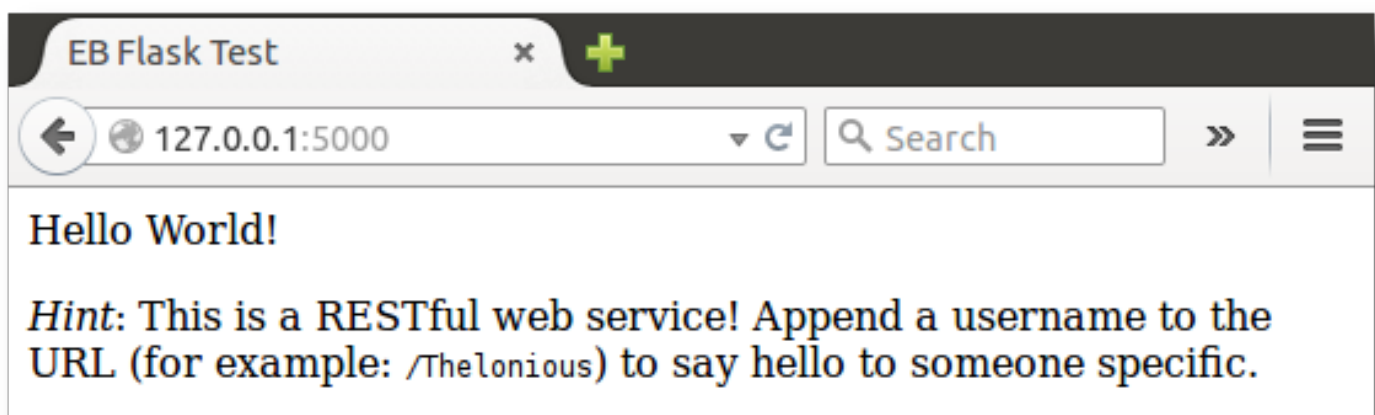 EB Flask Test
127.0.0.1:5000
Search
Hello World!
Hint: This is a RESTful web service! Append a username to the
URL (for example: /Thelonious) to say hello to someone specific.